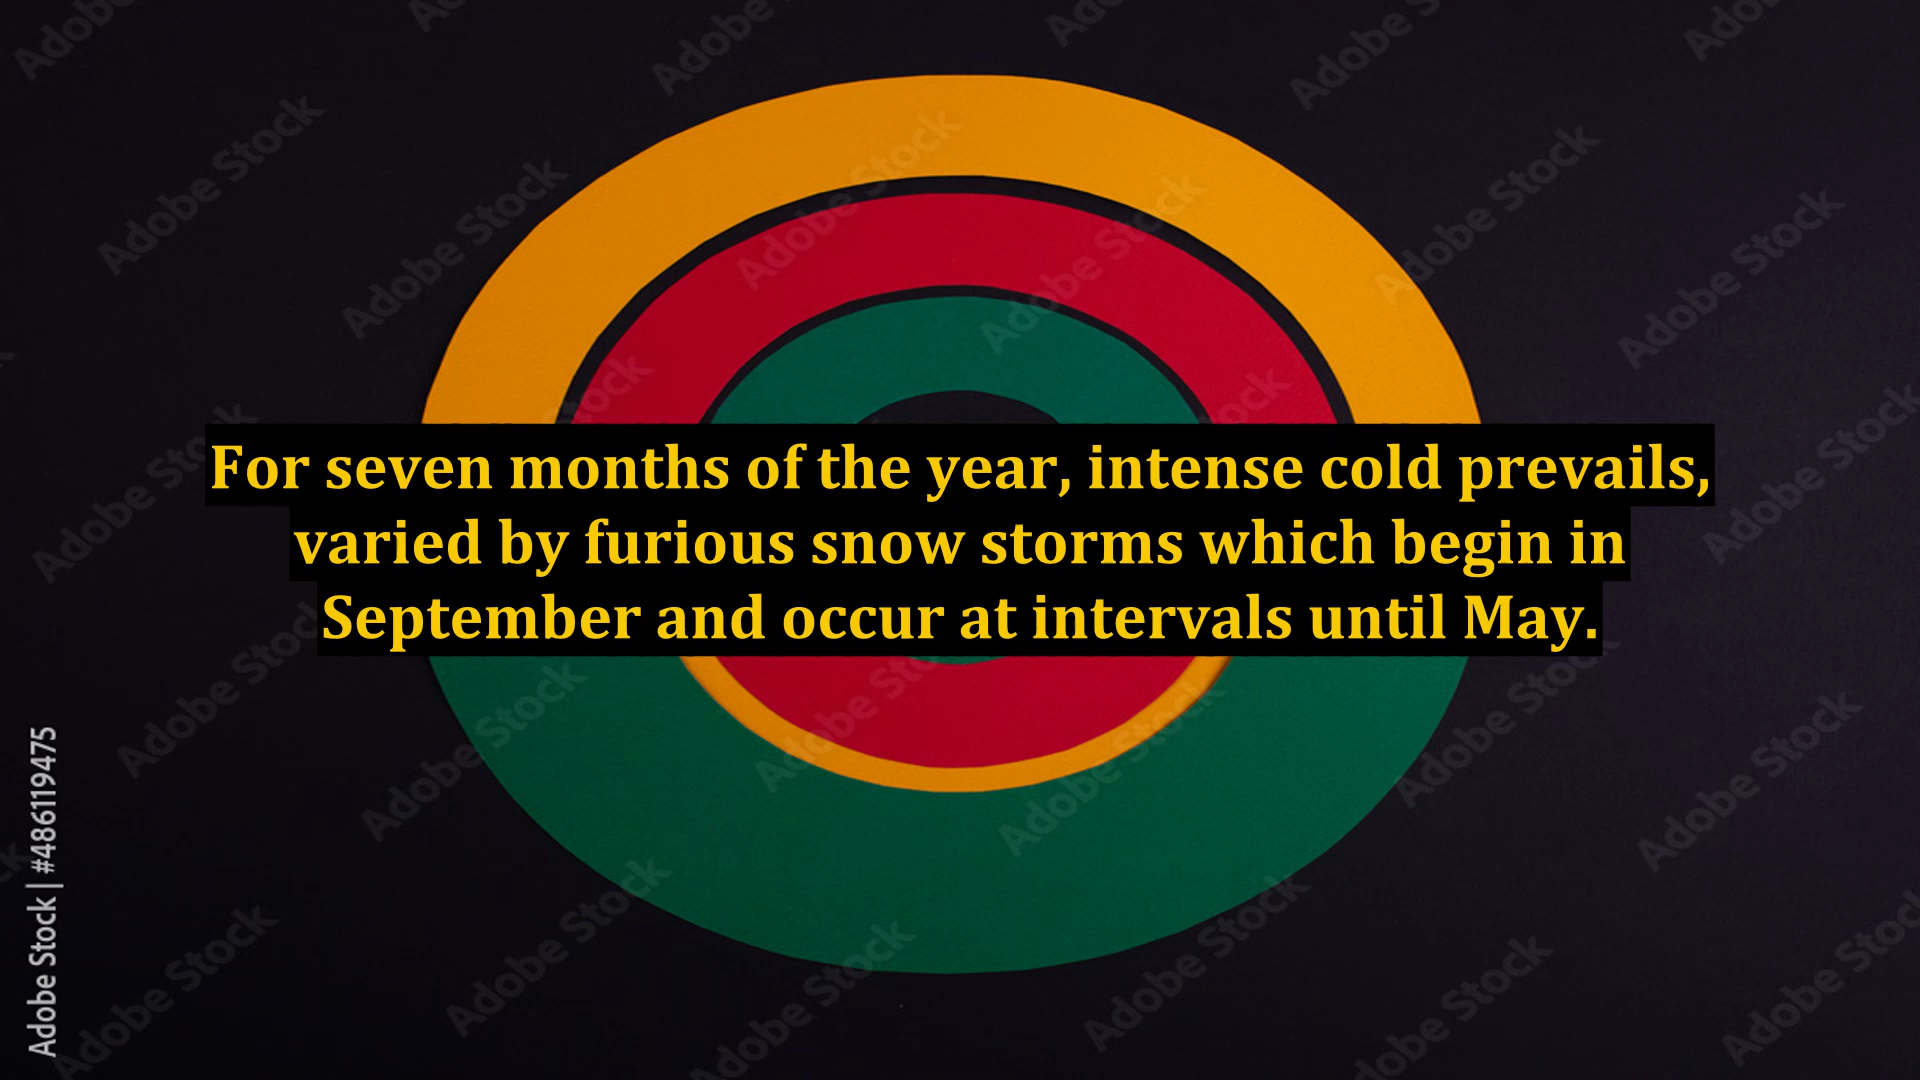 For seven months of the year, intense cold prevails,
varied by furious snow storms which begin in
September and occur at intervals until May.
Adobe Stock | #486119475